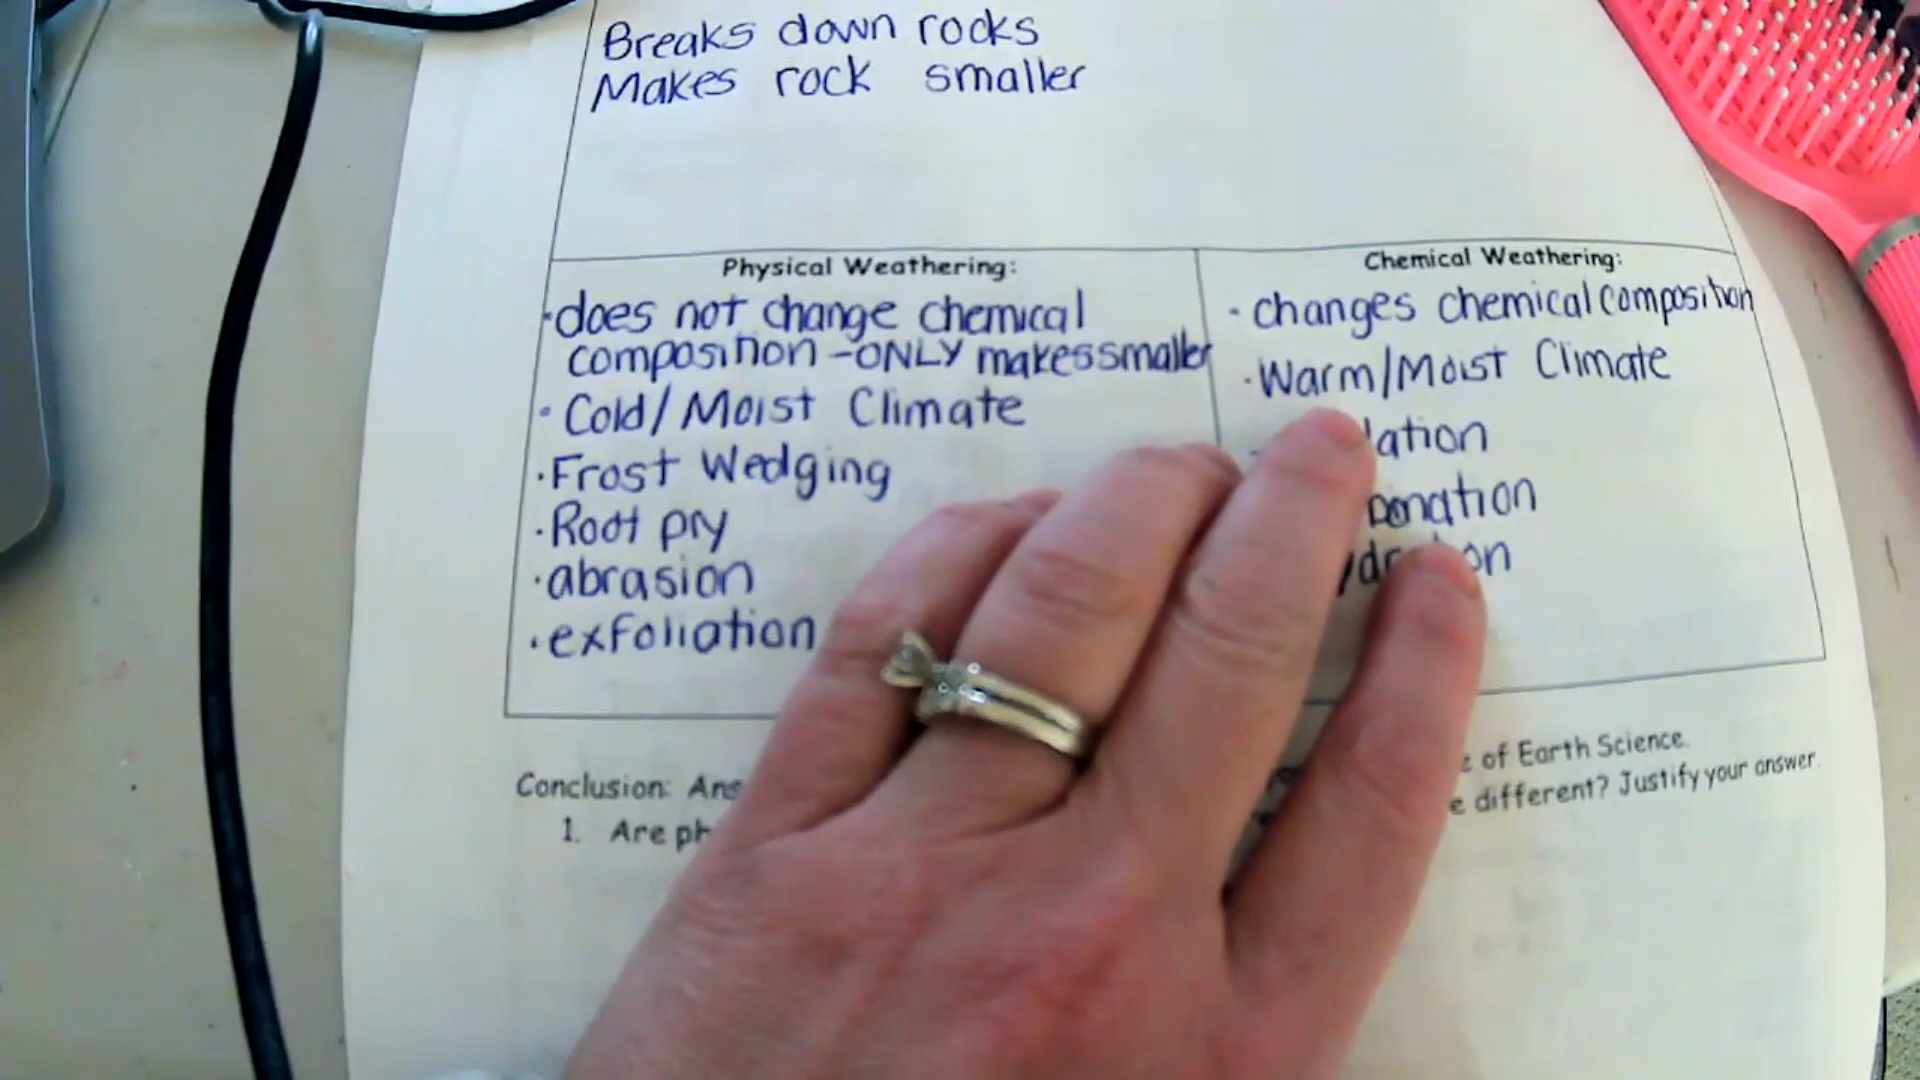 Breaks down rocks
Makes rock smaller
Physical Weathering:
·does not change chemical
composition - ONLY makes smaller
· Cold/Moist Climate
·Frost Wedging
·Root pry
·abrasion
·exfoliation
Chemical Weathering:
· changes chemical composition
·Warm/Moist Climate
Conclusion:
of Earth Science.
1. Are
different? Justify your answer.